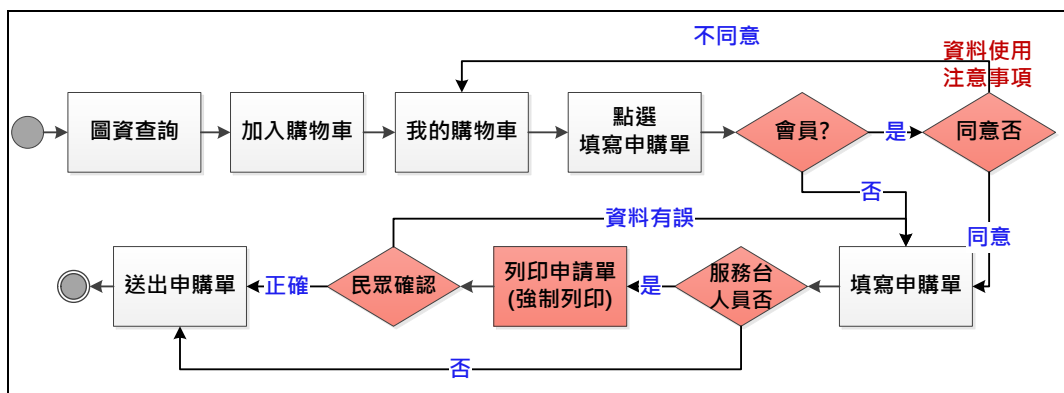 不同意
資料使用
注意事項
圖資查詢
加入購物車
我的購物車
點選
填寫申購單
會員?
是
同意否
否
資料有誤
同意
送出申購單
正確
民眾確認
列印申請單
(強制列印)
是
服務台
人員否
填寫申購單
否